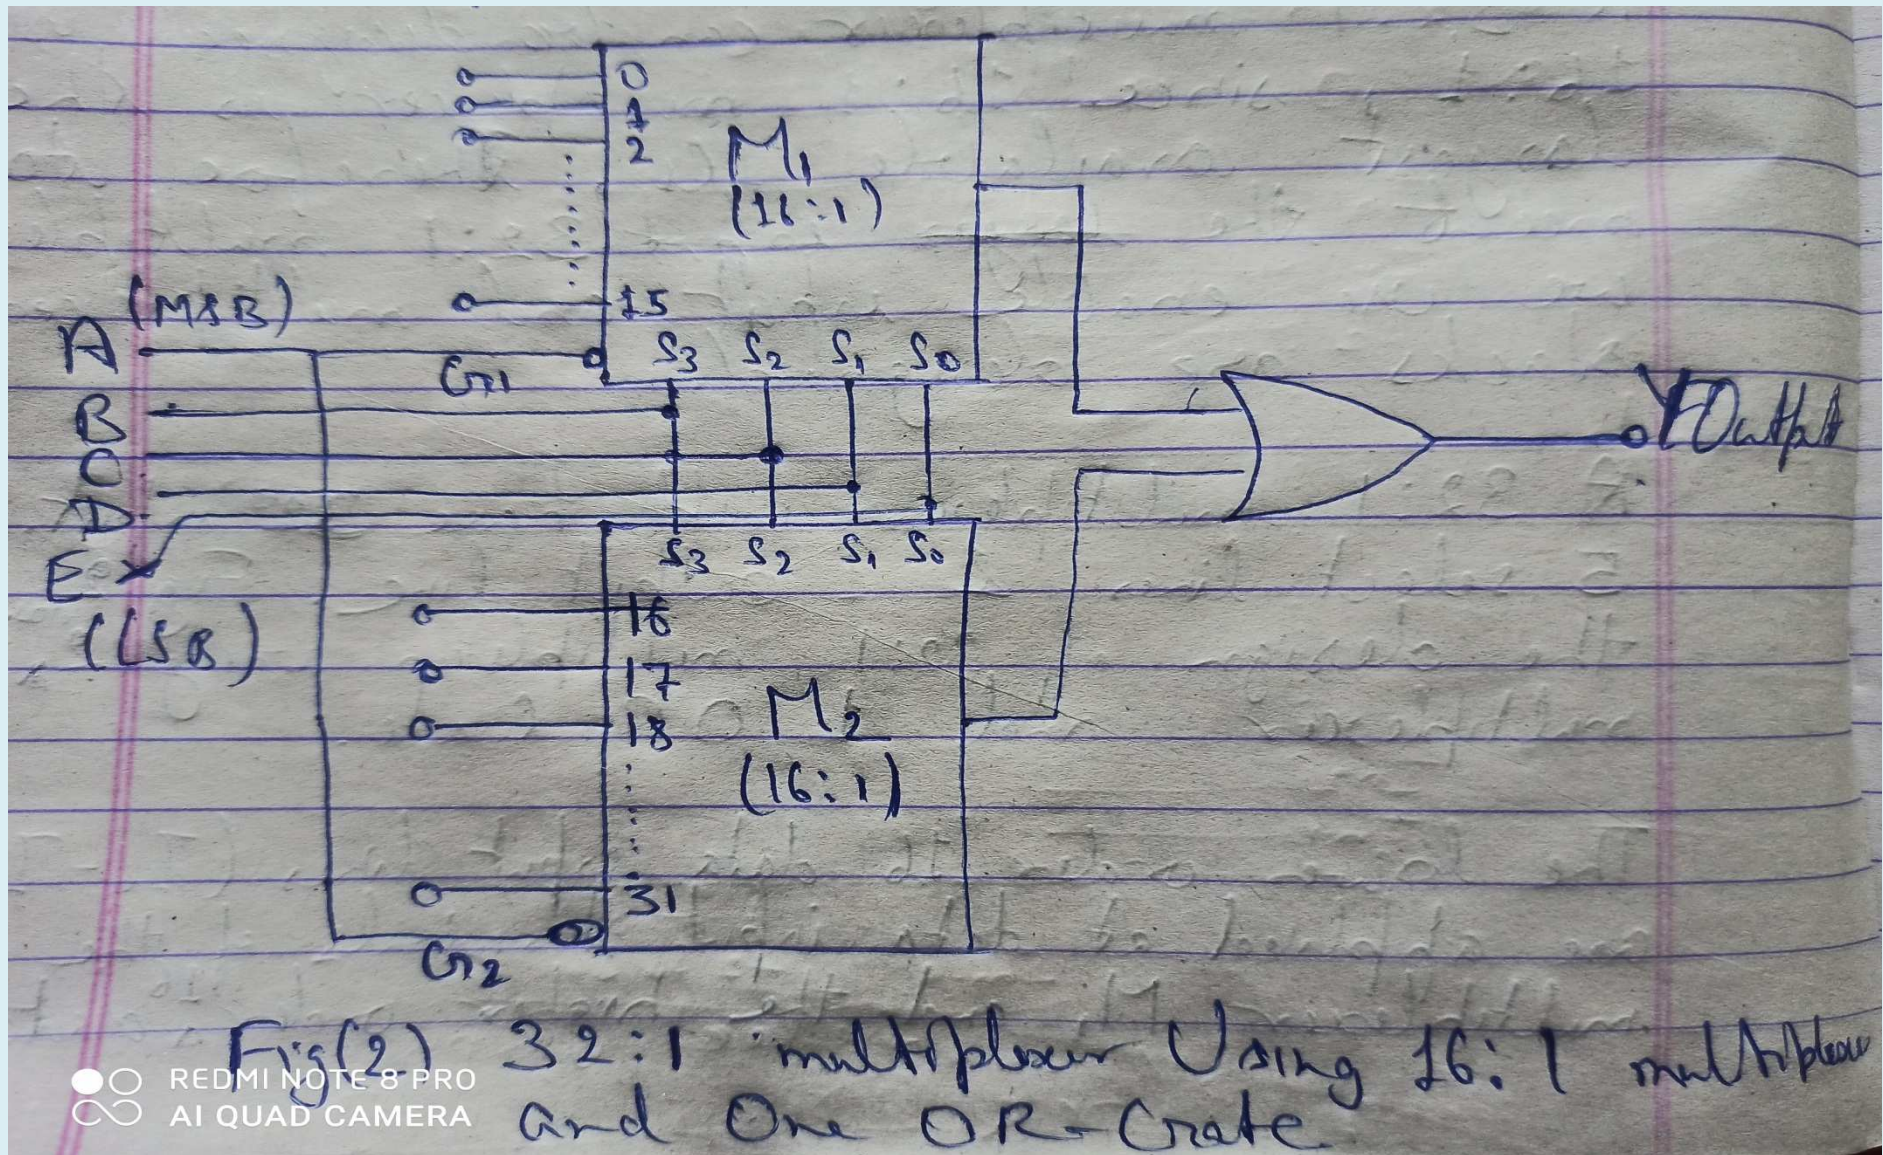 0
1
2
M1
(16:1)
15
(MSB)
A
G1
S3 S2 S1 S0
B
C
D
E
(LSB)
Y Output
S3 S2 S1 S0
16
17
18
M2
(16:1)
31
G2
Fig(2) 32:1 multiplexer Using 16:1 multiplexer
and One OR-Gate
REDMI NOTE 8 PRO
AI QUAD CAMERA